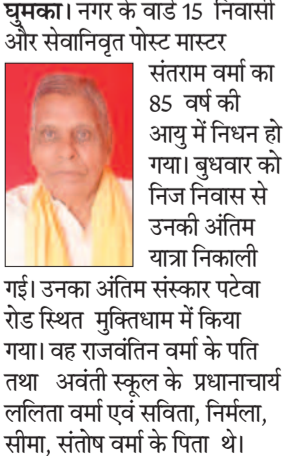 घुमका। नगर के वार्ड 15 निवासी
और सेवानिवृत पोस्ट मास्टर
संतराम वर्मा का
85 वर्ष की
आयु में निधन हो
गया। बुधवार को
निज निवास से
उनकी अंतिम
यात्रा निकाली
गई। उनका अंतिम संस्कार पटेवा
रोड स्थित मुक्तिधाम में किया
गया। वह राजवंतिन वर्मा के पति
तथा अवंती स्कूल के प्रधानाचार्य
ललिता वर्मा एवं सविता, निर्मला,
सीमा, संतोष वर्मा के पिता थे।